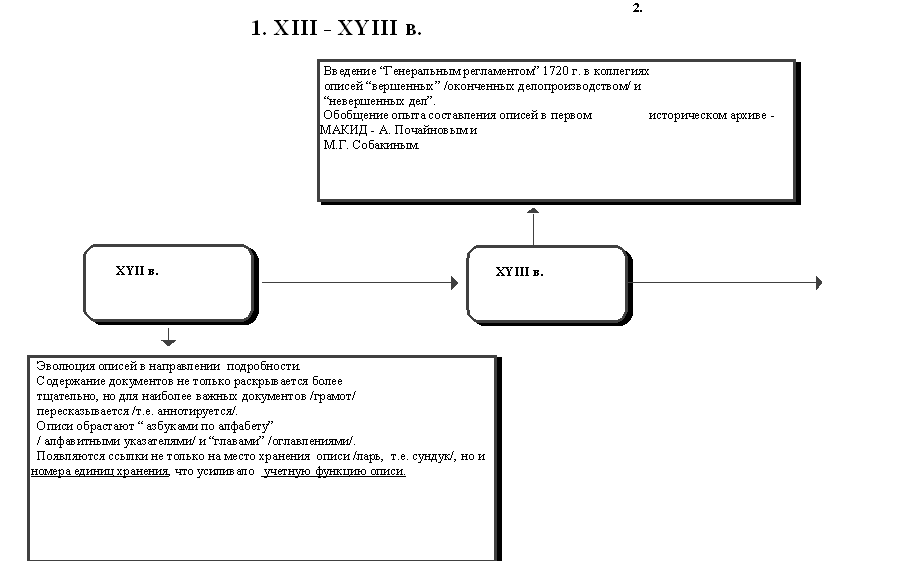 2.
1. XIII – XYIII в.
Введение “Генеральным регламентом” 1720 г. в коллегиях
описей “вершенных” /оконченных делопроизводством/ и
“невершенных дел”.
Обобщение опыта составления описей в первом историческом архиве -
МАКИД - А. Почайновым и
М.Г. Собакиным.
XYII в.
XYIII в.
Эволюция описей в направлении подробности.
Содержание документов не только раскрывается более
тщательно, но для наиболее важных документов /грамот/
пересказывается /т.е. аннотируется/.
Описи обрастают “ азбуками по алфабету”
/ алфавитными указателями/ и “главами” /оглавлениями/.
Появляются ссылки не только на место хранения описи /ларь, т.е. сундук/, но и
номера единиц хранения, что усиливало учетную функцию описи.